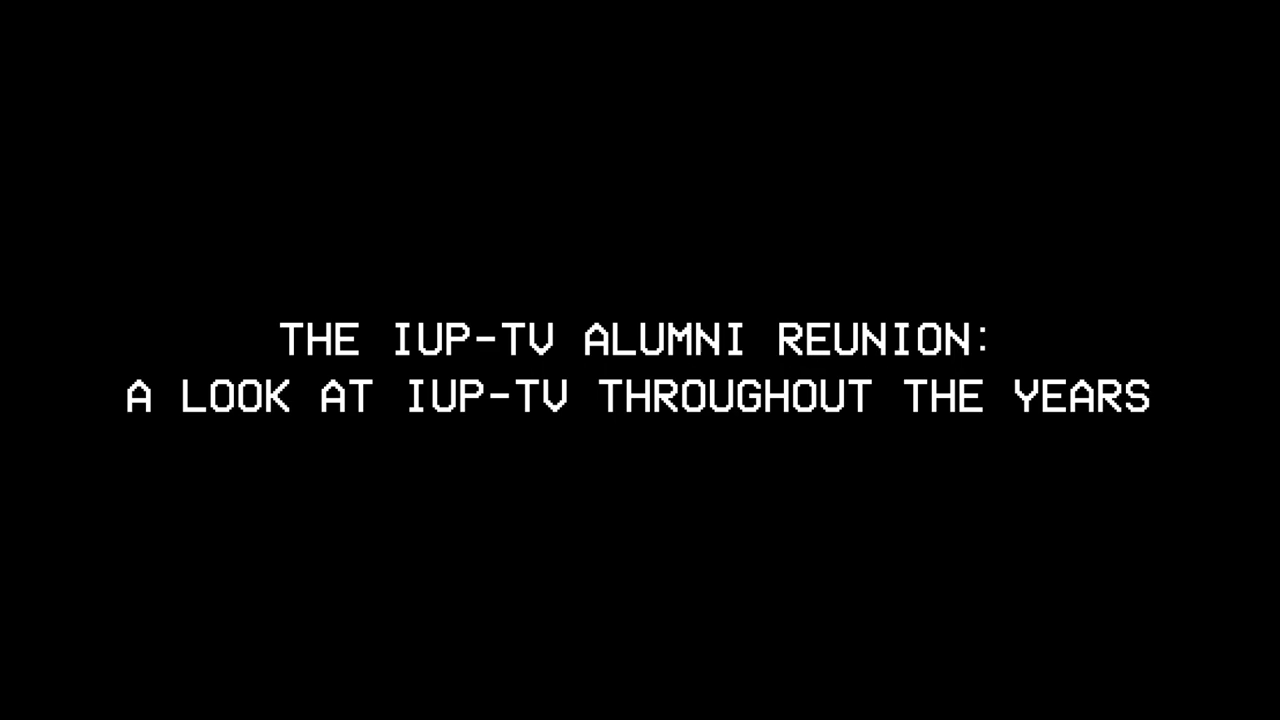 THE IUP-TV ALUMNI REUNION:
A LOOK AT IUP-TV THROUGHOUT THE YEARS